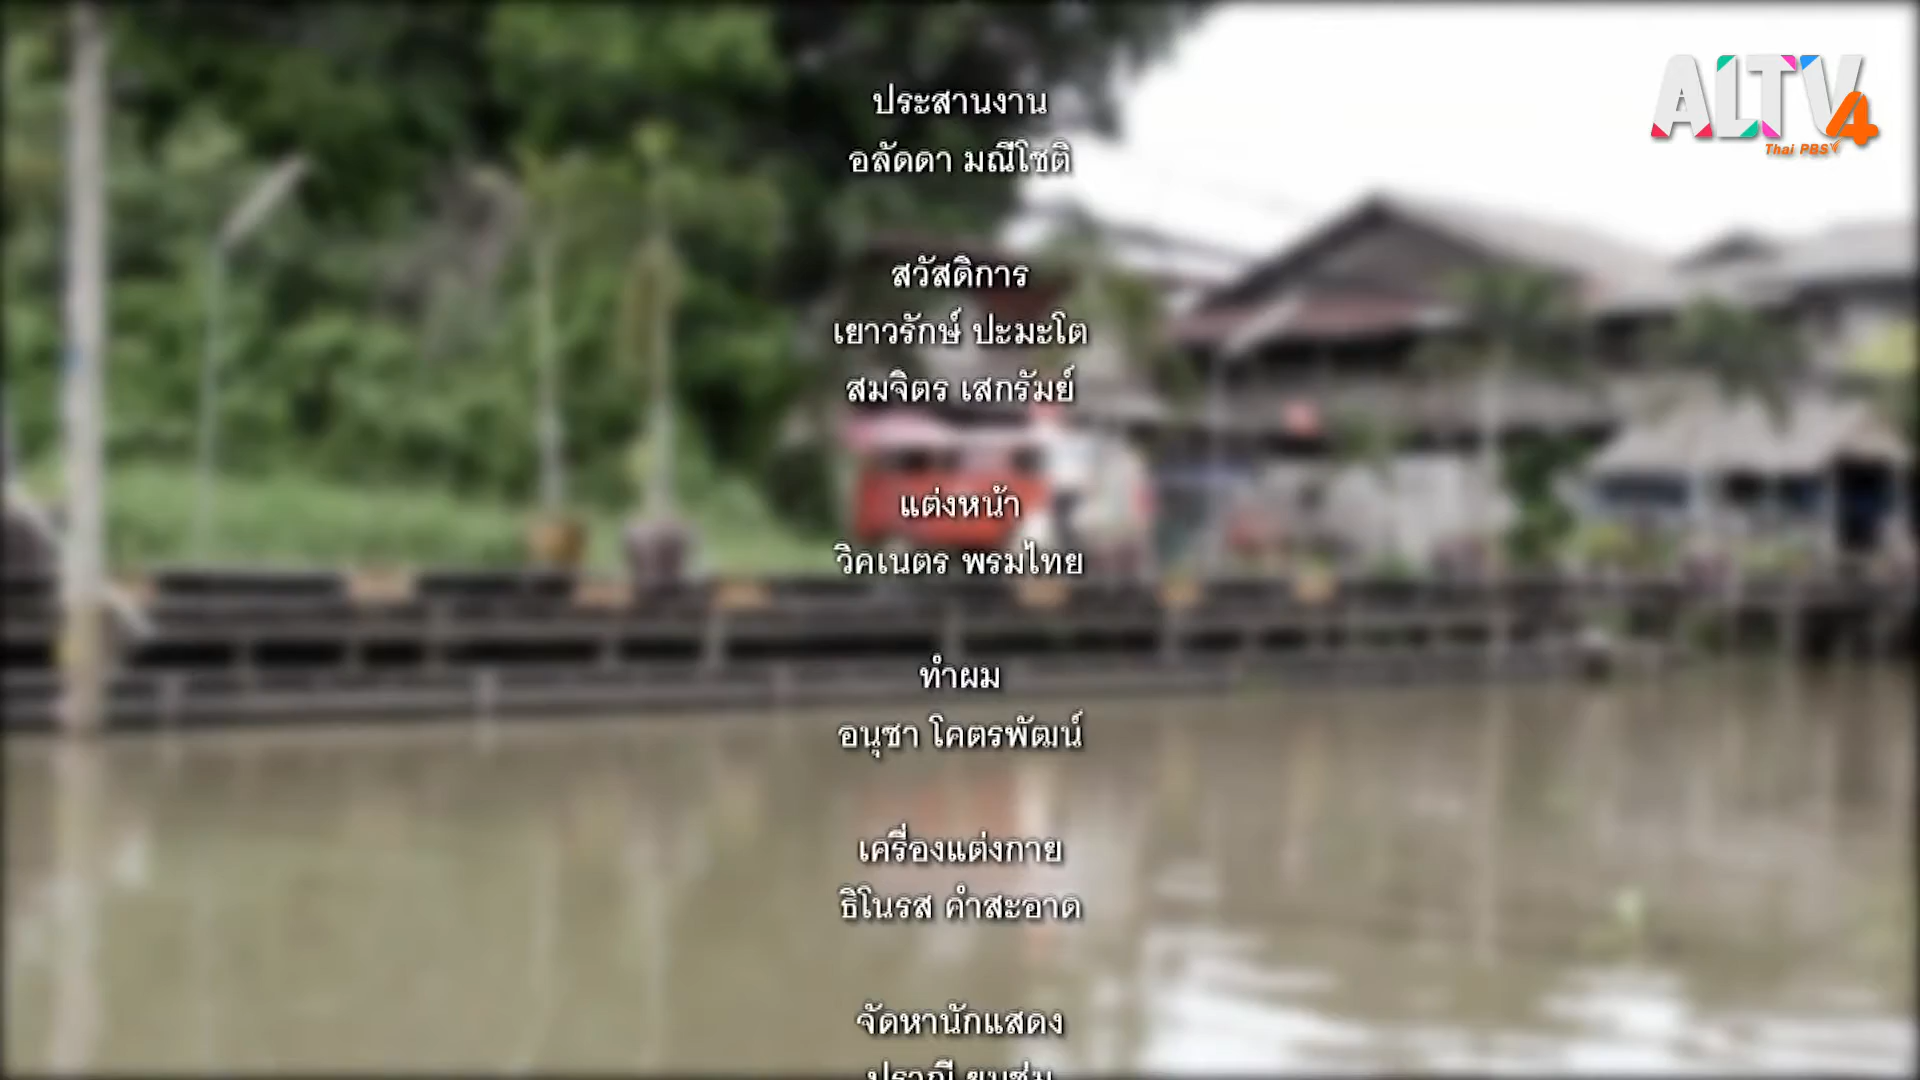 ALTV4
Thai PBS
ประสานงาน
อลัดดา มณีโชติ
สวัสดิการ
เยาวรักษ์ ปะมะโต
สมจิตร เสกรัมย์
แต่งหน้า
วิคเนตร พรมไทย
ทำผม
อนุชา โคตรพัฒน์
เครื่องแต่งกาย
ธิโนรส คำสะอาด
จัดหานักแสดง
ปราณี